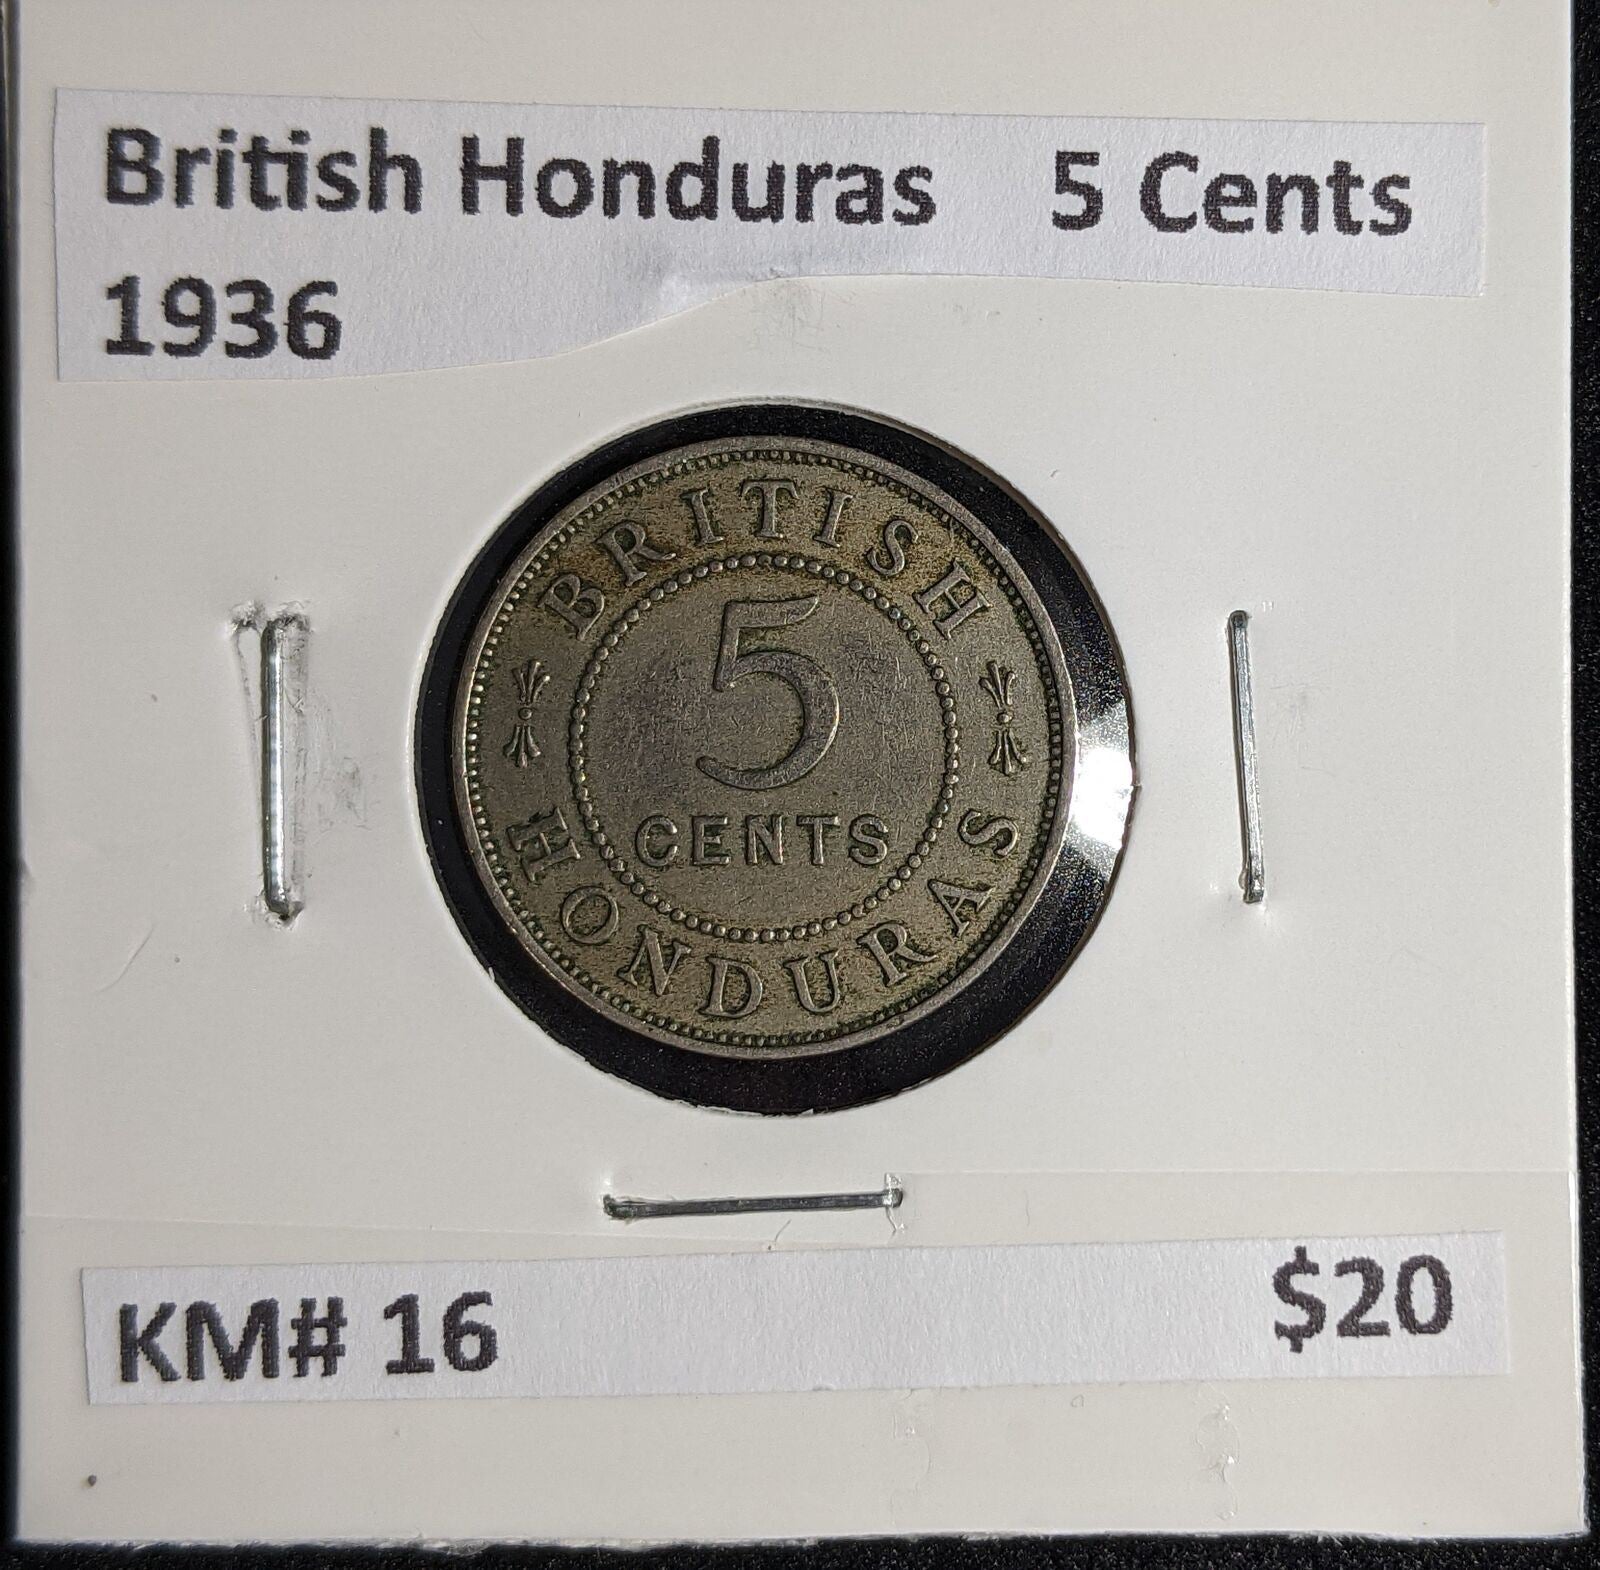 British Honduras 5 Cents
1936
BRITISH
5
CENTS
HONDURAS
KM# 16 $20